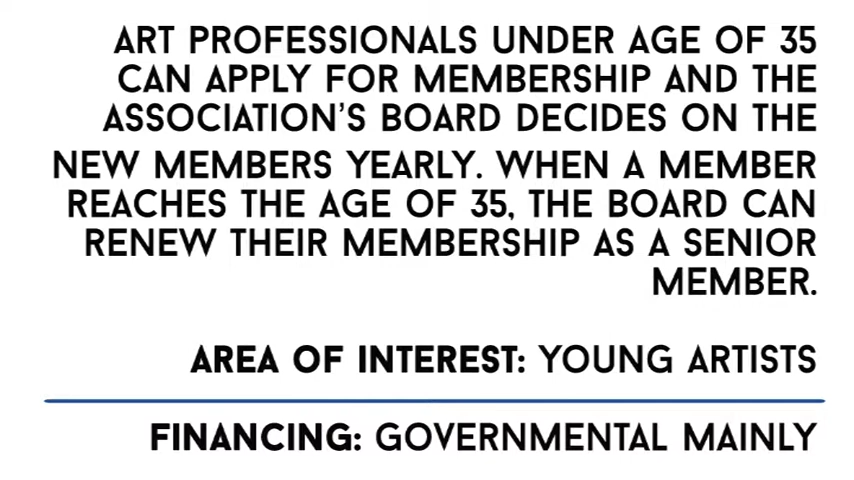 ART PROFESSIONALS UNDER AGE OF 35
CAN APPLY FOR MEMBERSHIP AND THE
ASSOCIATION'S BOARD DECIDES ON THE
NEW MEMBERS YEARLY. WHEN A MEMBER
REACHES THE AGE OF 35, THE BOARD CAN
RENEW THEIR MEMBERSHIP AS A SENIOR
MEMBER.
AREA OF INTEREST: YOUNG ARTISTS
FINANCING: GOVERNMENTAL MAINLY